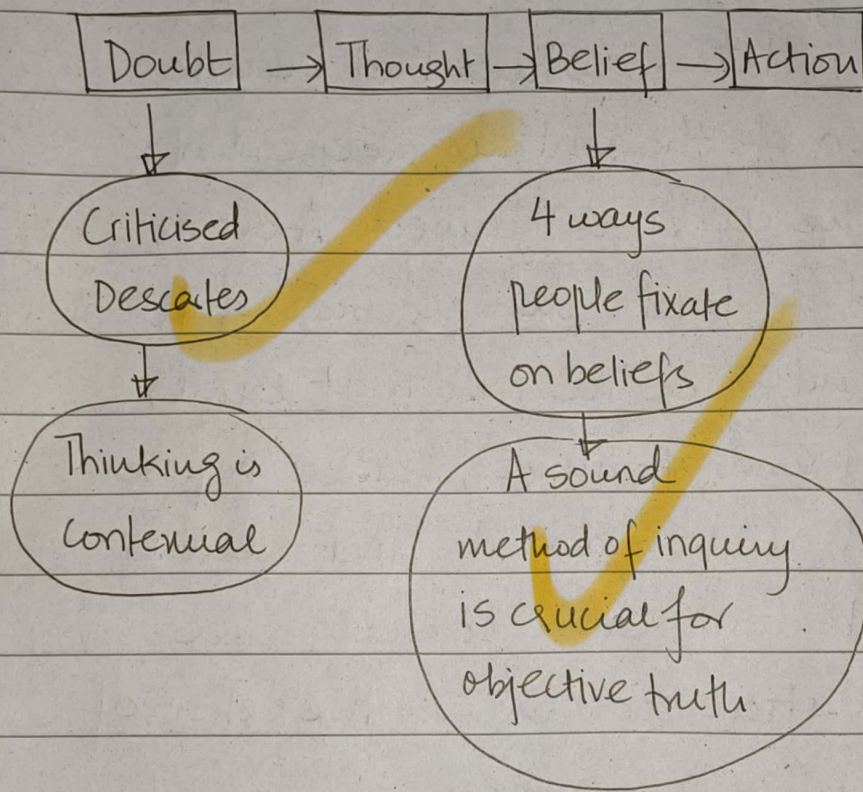 Doubt → Thought → Belief → Action
Criticised
Descartes
Thinking is
contenual
4 ways
people fixate
on beliefs
A sound
method of inquiry
is crucial for
objective truth